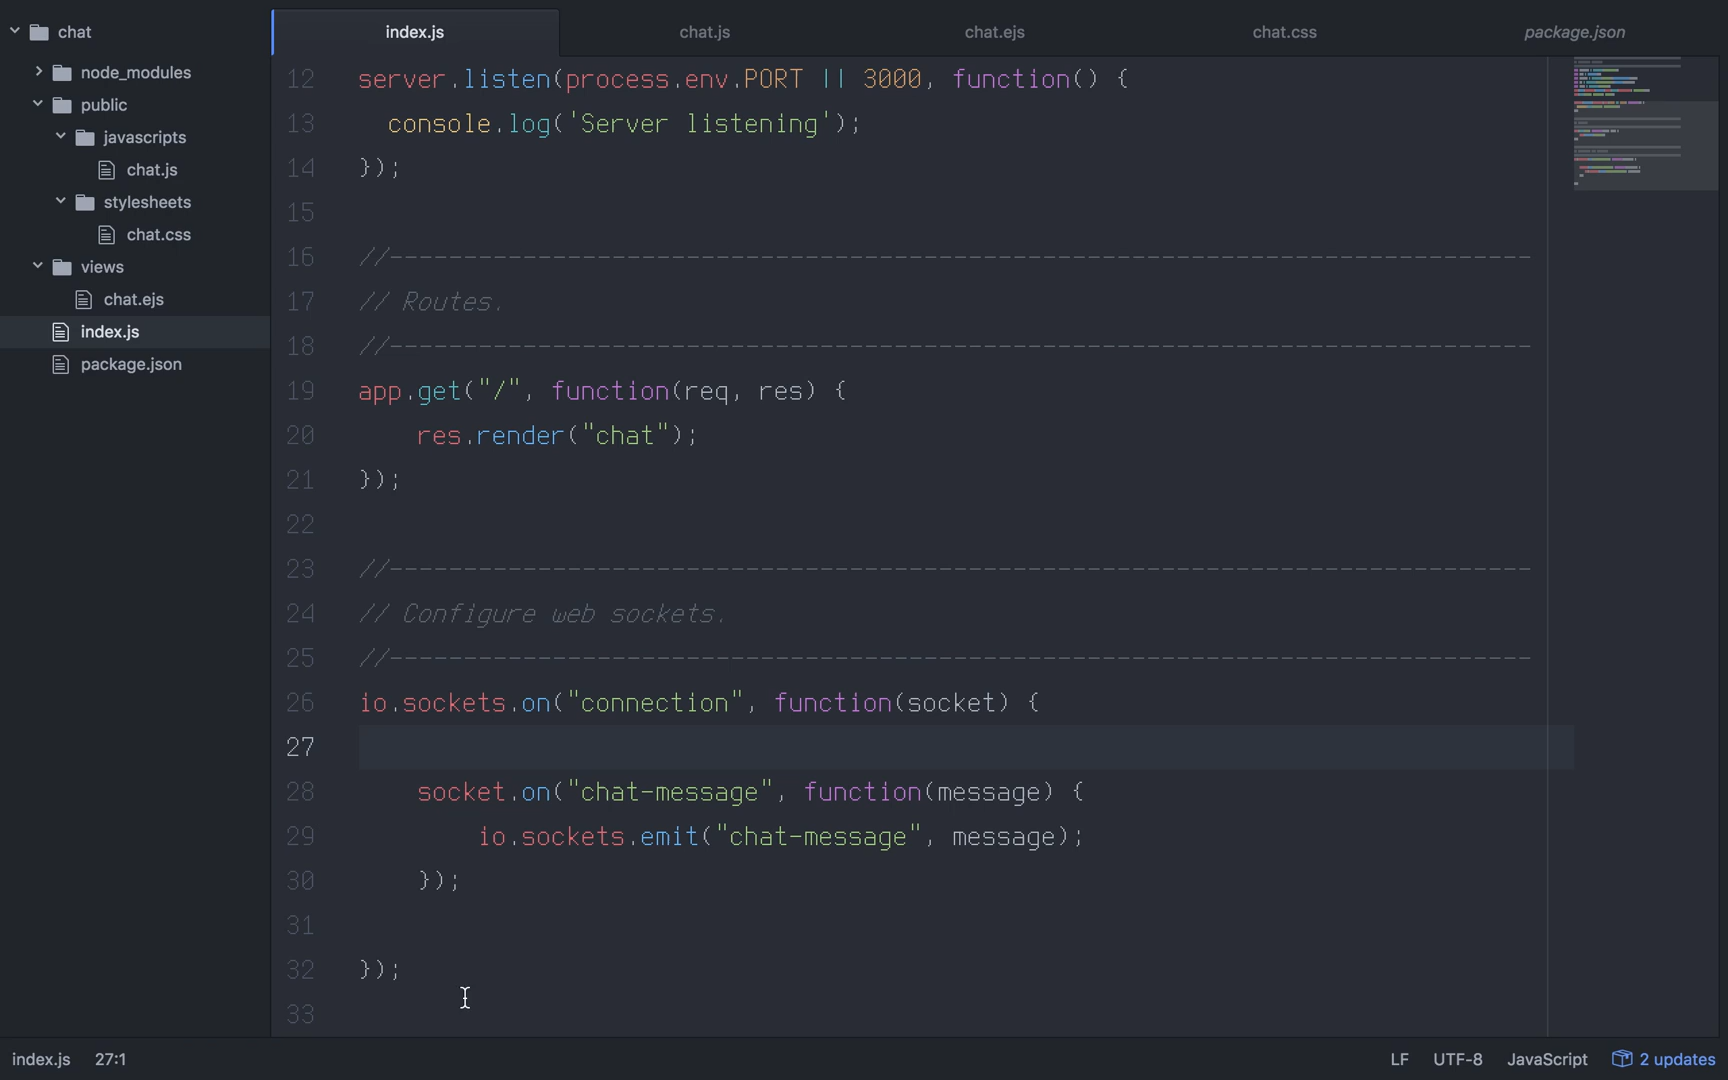 chat
node_modules
public
javascripts
chat.js
stylesheets
chat.css
views
chat.ejs
index.js
package.json
index.js chat.js chat.ejs chat.css package.json
12 server.listen(process.env.PORT || 3000, function() {
13   console.log('Server listening');
14 });
15
16 //------------------------------------------------------------------------------
17 // Routes.
18 //------------------------------------------------------------------------------
19 app.get("/", function(req, res) {
20     res.render("chat");
21 });
22
23 //------------------------------------------------------------------------------
24 // Configure web sockets.
25 //------------------------------------------------------------------------------
26 io.sockets.on("connection", function(socket) {
27
28     socket.on("chat-message", function(message) {
29         io.sockets.emit("chat-message", message);
30     });
31
32 });
33
index.js 27:1 LF UTF-8 JavaScript 2 updates